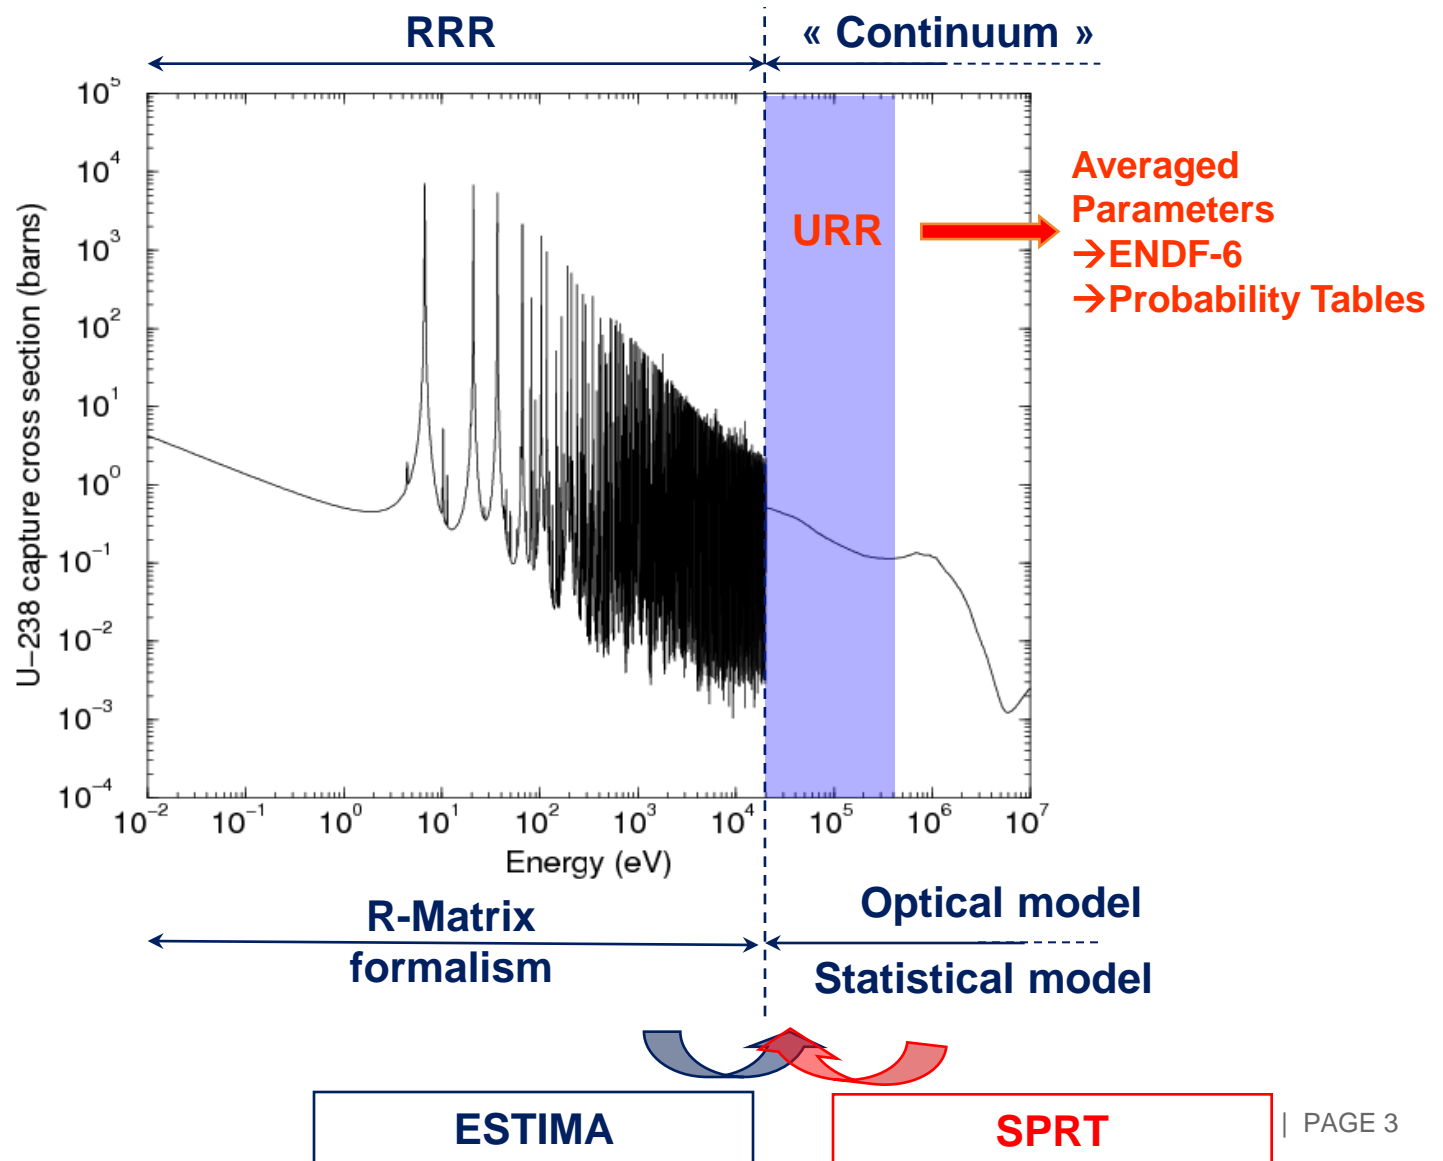 RRR
« Continuum »
10^5
10^4
10^3
10^2
10^1
10^0
10^−1
10^−2
10^−3
10^−4
U−238 capture cross section (barns)
URR
Averaged
Parameters
→ENDF-6
→Probability Tables
10^−2 10^−1 10^0 10^1 10^2 10^3 10^4 10^5 10^6 10^7
Energy (eV)
R-Matrix
formalism
Optical model
Statistical model
ESTIMA
SPRT
| PAGE 3